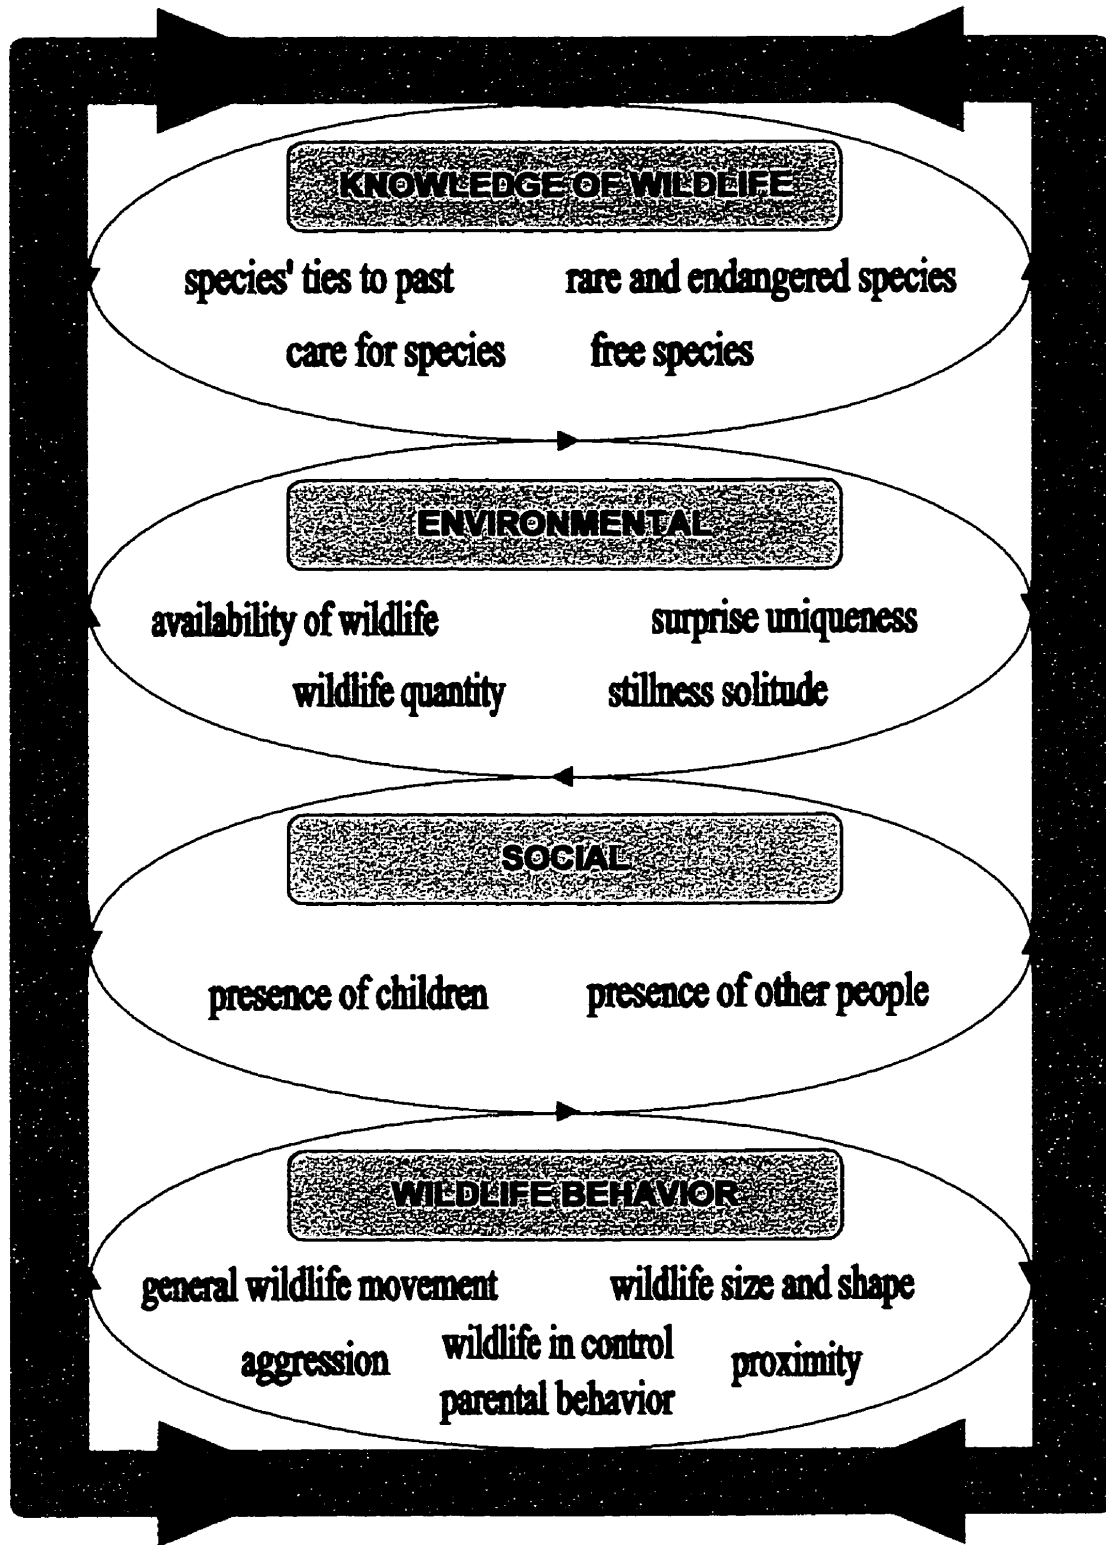 KNOWLEDGE OF WILDLIFE
species' ties to past rare and endangered species
care for species free species
ENVIRONMENTAL
availability of wildlife surprise uniqueness
wildlife quantity stillness solitude
SOCIAL
presence of children presence of other people
WILDLIFE BEHAVIOR
general wildlife movement wildlife size and shape
aggression wildlife in control proximity
parental behavior